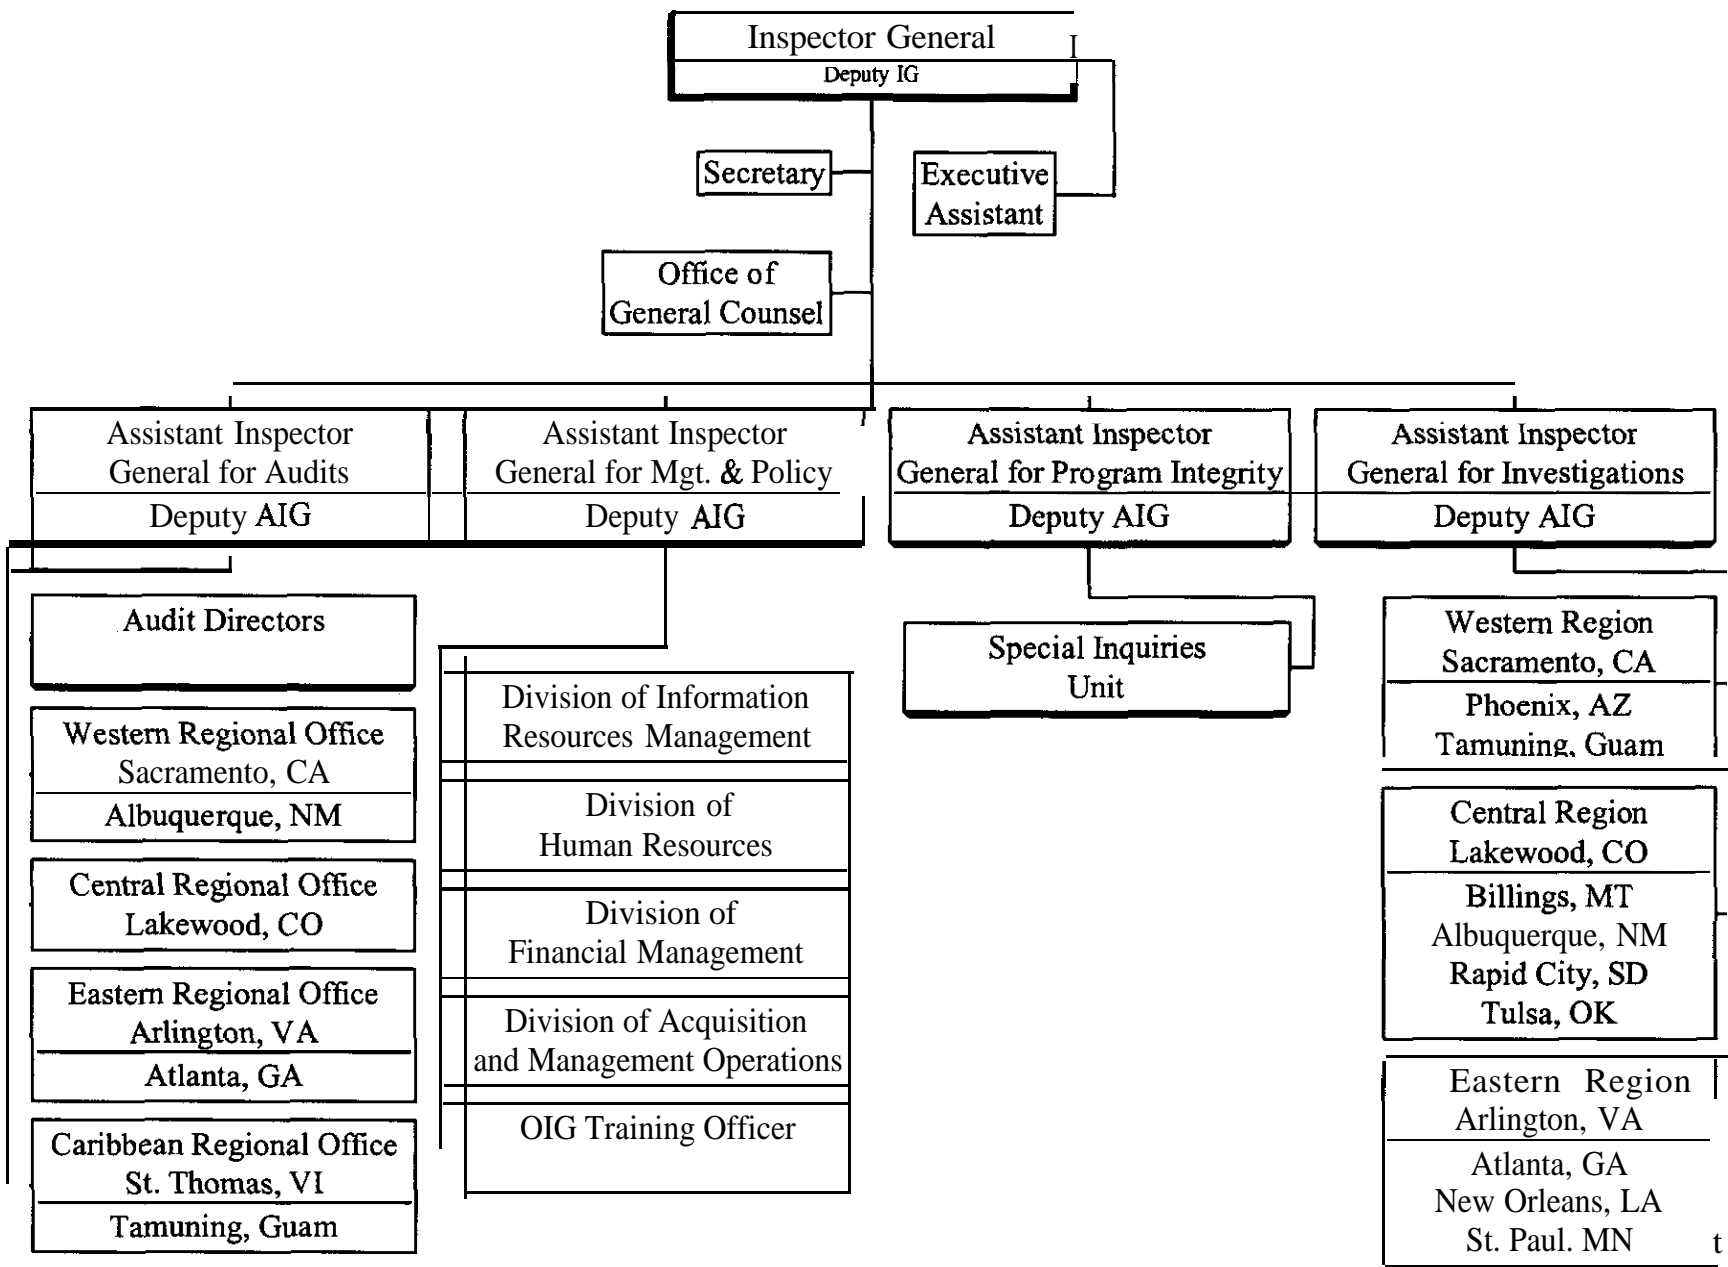 Inspector General
Deputy IG
Secretary
Executive
Assistant
Office of
General Counsel
Assistant Inspector
General for Audits
Deputy AIG
Assistant Inspector
General for Mgt. & Policy
Deputy AIG
Assistant Inspector
General for Program Integrity
Deputy AIG
Assistant Inspector
General for Investigations
Deputy AIG
Audit Directors
Western Regional Office
Sacramento, CA
Albuquerque, NM
Central Regional Office
Lakewood, CO
Eastern Regional Office
Arlington, VA
Atlanta, GA
Caribbean Regional Office
St. Thomas, VI
Tamuning, Guam
Division of Information
Resources Management
Division of
Human Resources
Division of
Financial Management
Division of Acquisition
and Management Operations
OIG Training Officer
Special Inquiries
Unit
Western Region
Sacramento, CA
Phoenix, AZ
Tamuning, Guam
Central Region
Lakewood, CO
Billings, MT
Albuquerque, NM
Rapid City, SD
Tulsa, OK
Eastern Region
Arlington, VA
Atlanta, GA
New Orleans, LA
St. Paul. MN